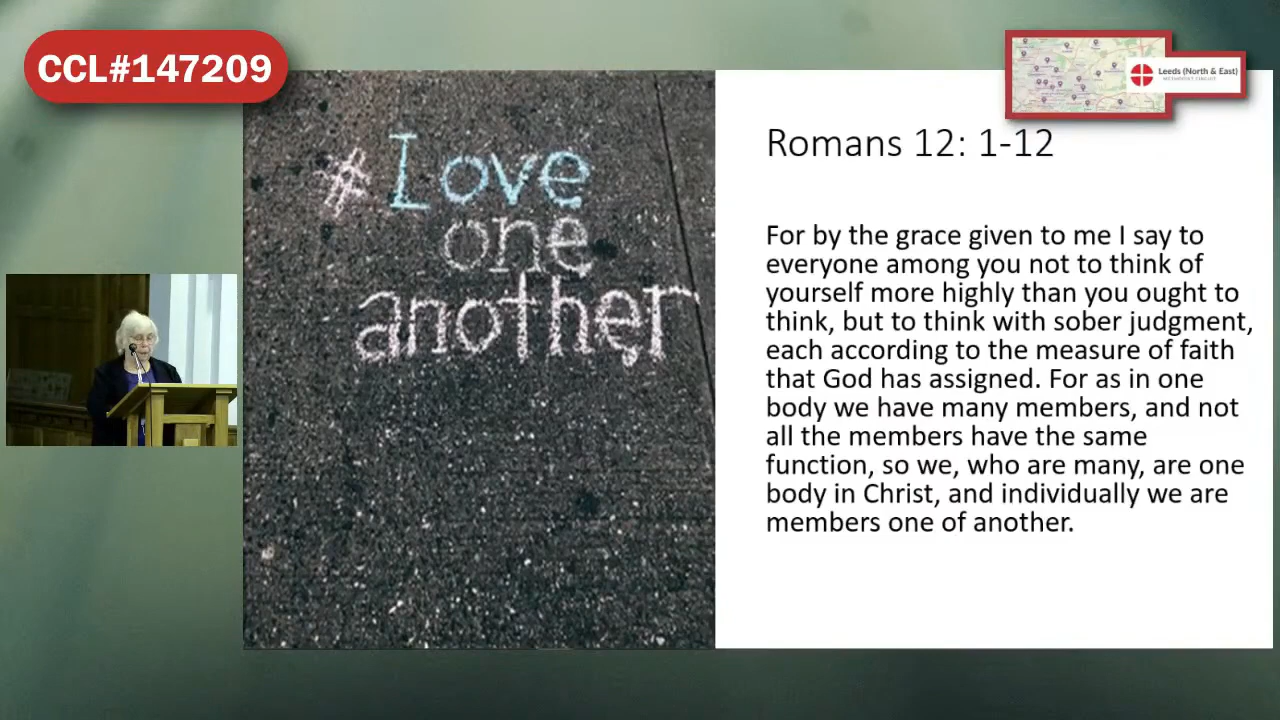 CCL#147209
Leeds (North & East)
METHODIST CIRCUIT
#Love
one
another
Romans 12: 1-12
For by the grace given to me I say to
everyone among you not to think of
yourself more highly than you ought to
think, but to think with sober judgment,
each according to the measure of faith
that God has assigned. For as in one
body we have many members, and not
all the members have the same
function, so we, who are many, are one
body in Christ, and individually we are
members one of another.